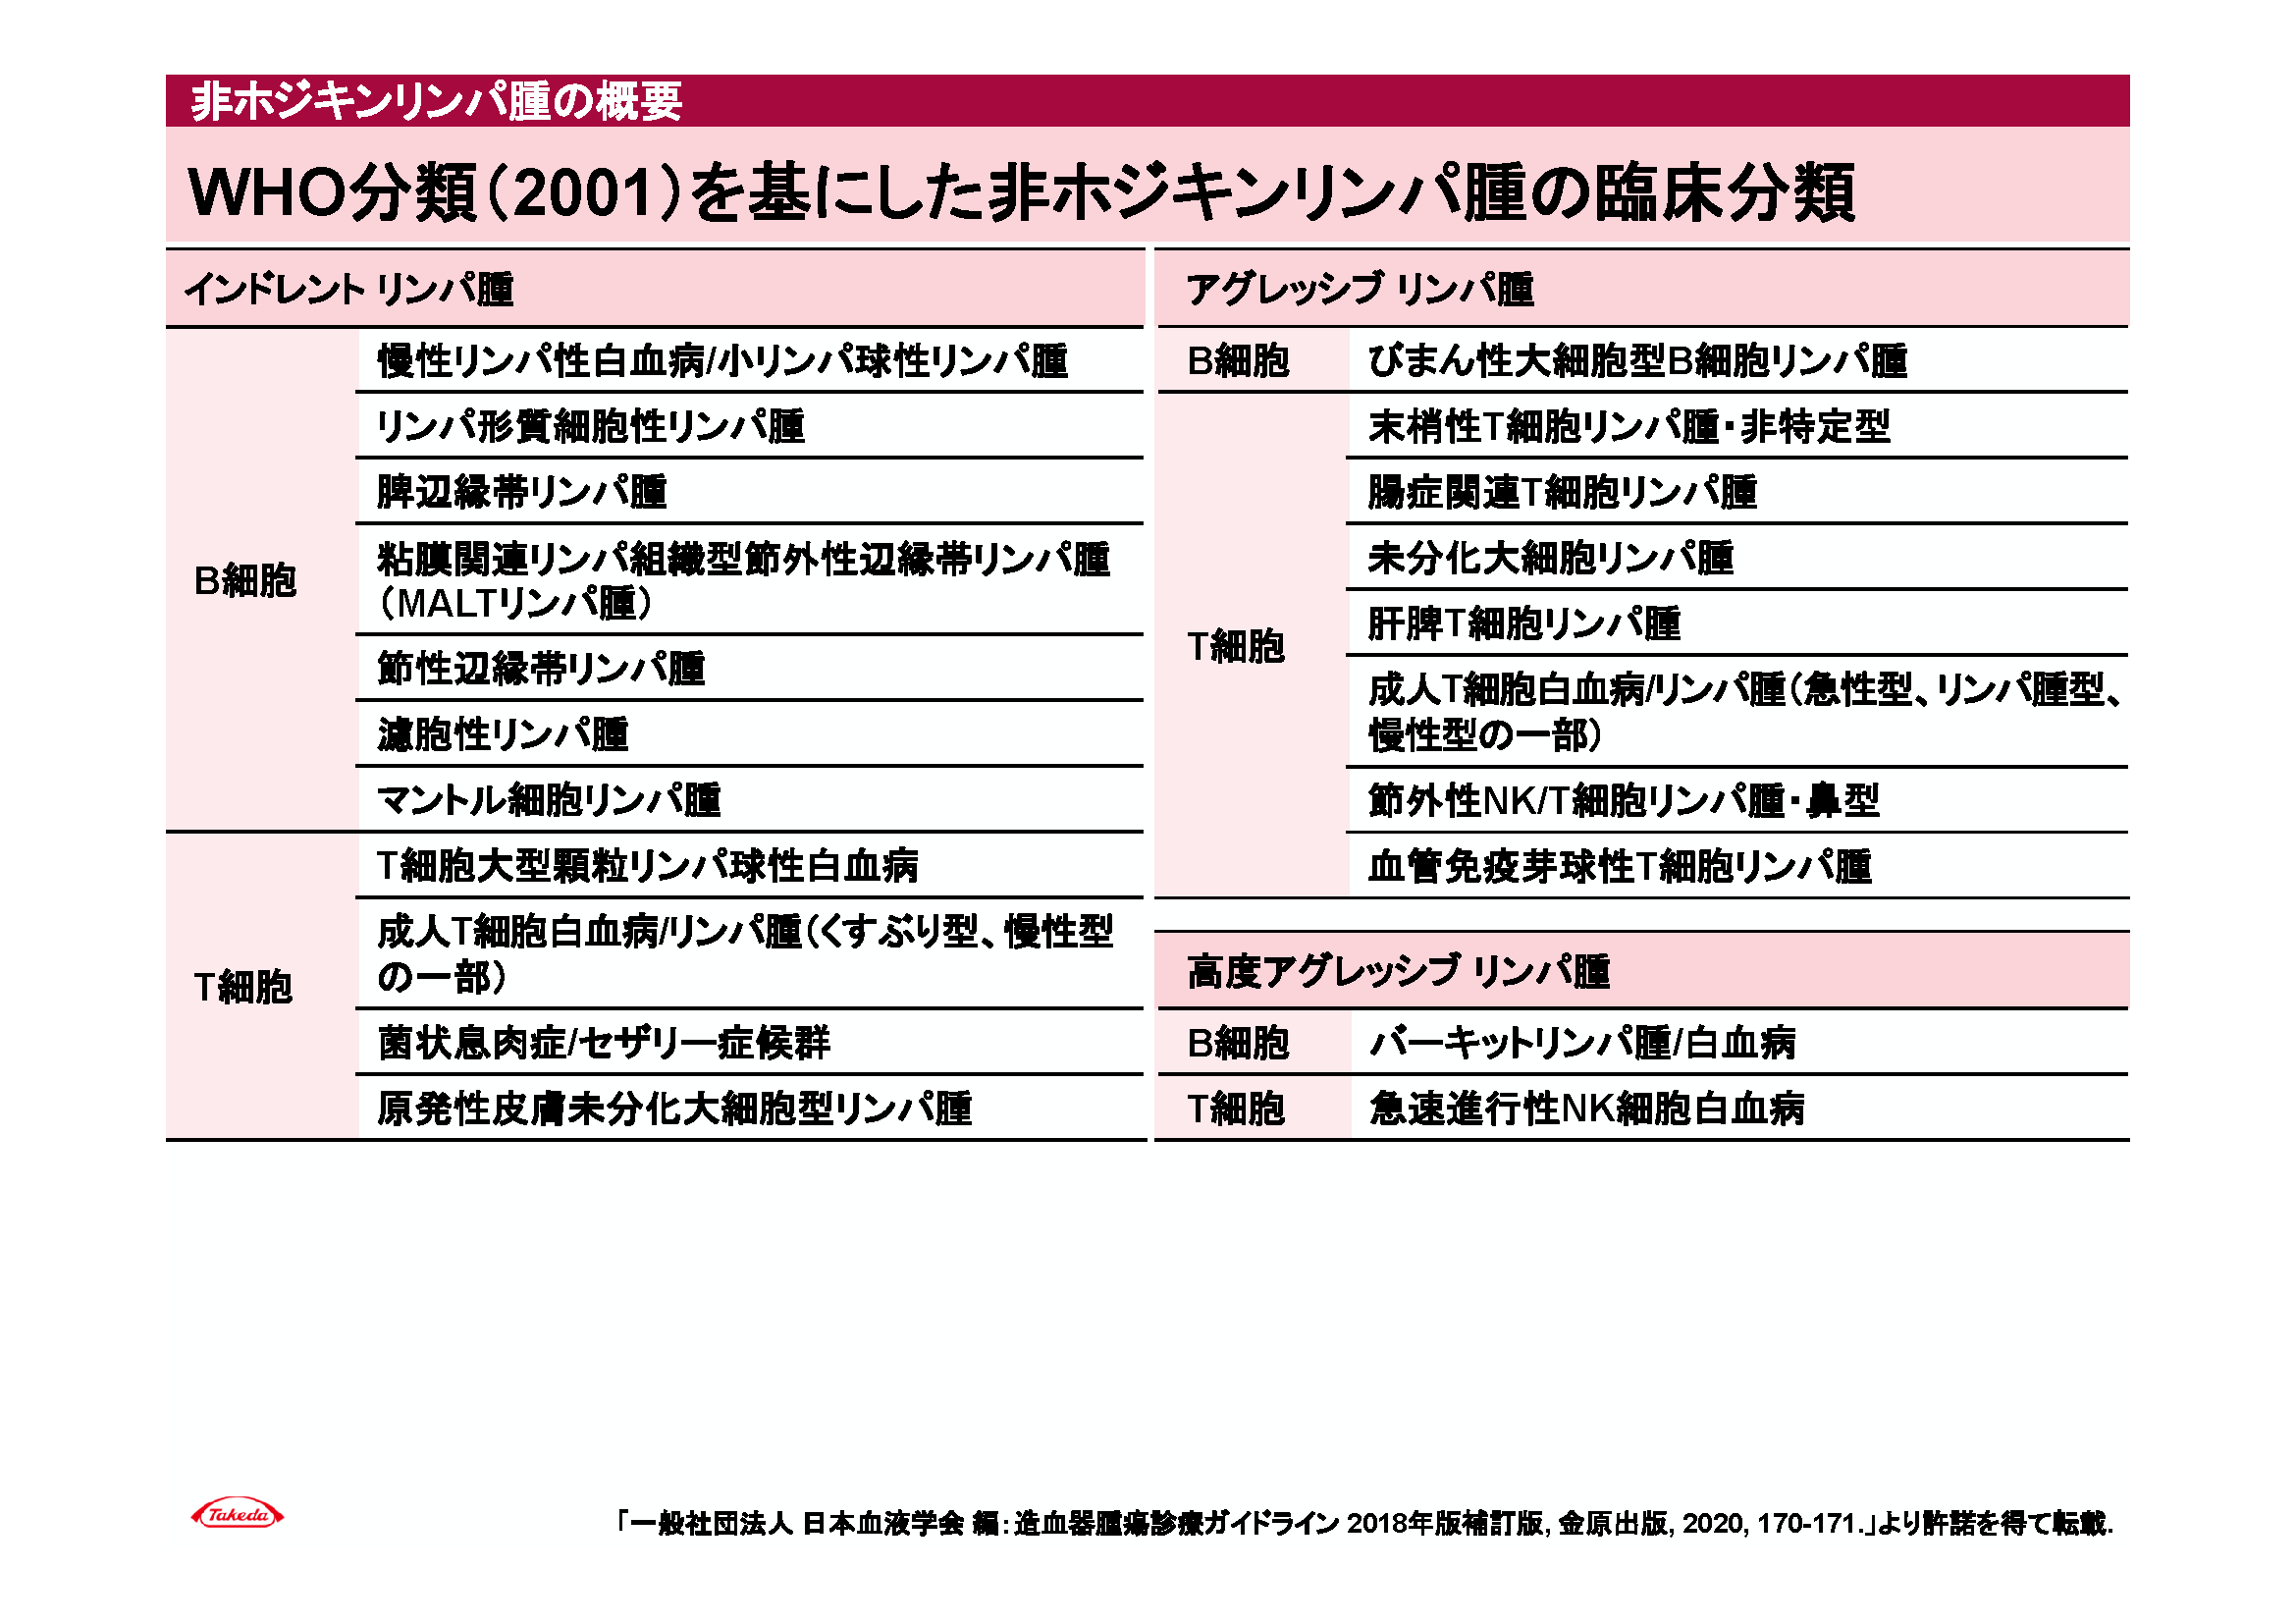 非ホジキンリンパ腫の概要
WHO分類（2001）を基にした非ホジキンリンパ腫の臨床分類
インドレント リンパ腫
B細胞
慢性リンパ性白血病/小リンパ球性リンパ腫
リンパ形質細胞性リンパ腫
脾辺縁帯リンパ腫
粘膜関連リンパ組織型節外性辺縁帯リンパ腫
（MALTリンパ腫）
節性辺縁帯リンパ腫
濾胞性リンパ腫
マントル細胞リンパ腫
T細胞
T細胞大型顆粒リンパ球性白血病
成人T細胞白血病/リンパ腫（くすぶり型、慢性型
の一部）
菌状息肉症/セザリー症候群
原発性皮膚未分化大細胞型リンパ腫
アグレッシブ リンパ腫
B細胞
びまん性大細胞型B細胞リンパ腫
T細胞
末梢性T細胞リンパ腫・非特定型
腸症関連T細胞リンパ腫
未分化大細胞リンパ腫
肝脾T細胞リンパ腫
成人T細胞白血病/リンパ腫（急性型、リンパ腫型、
慢性型の一部）
節外性NK/T細胞リンパ腫・鼻型
血管免疫芽球性T細胞リンパ腫
高度アグレッシブ リンパ腫
B細胞
バーキットリンパ腫/白血病
T細胞
急速進行性NK細胞白血病
Takeda
「一般社団法人 日本血液学会 編：造血器腫瘍診療ガイドライン 2018年版補訂版, 金原出版, 2020, 170-171.」より許諾を得て転載.